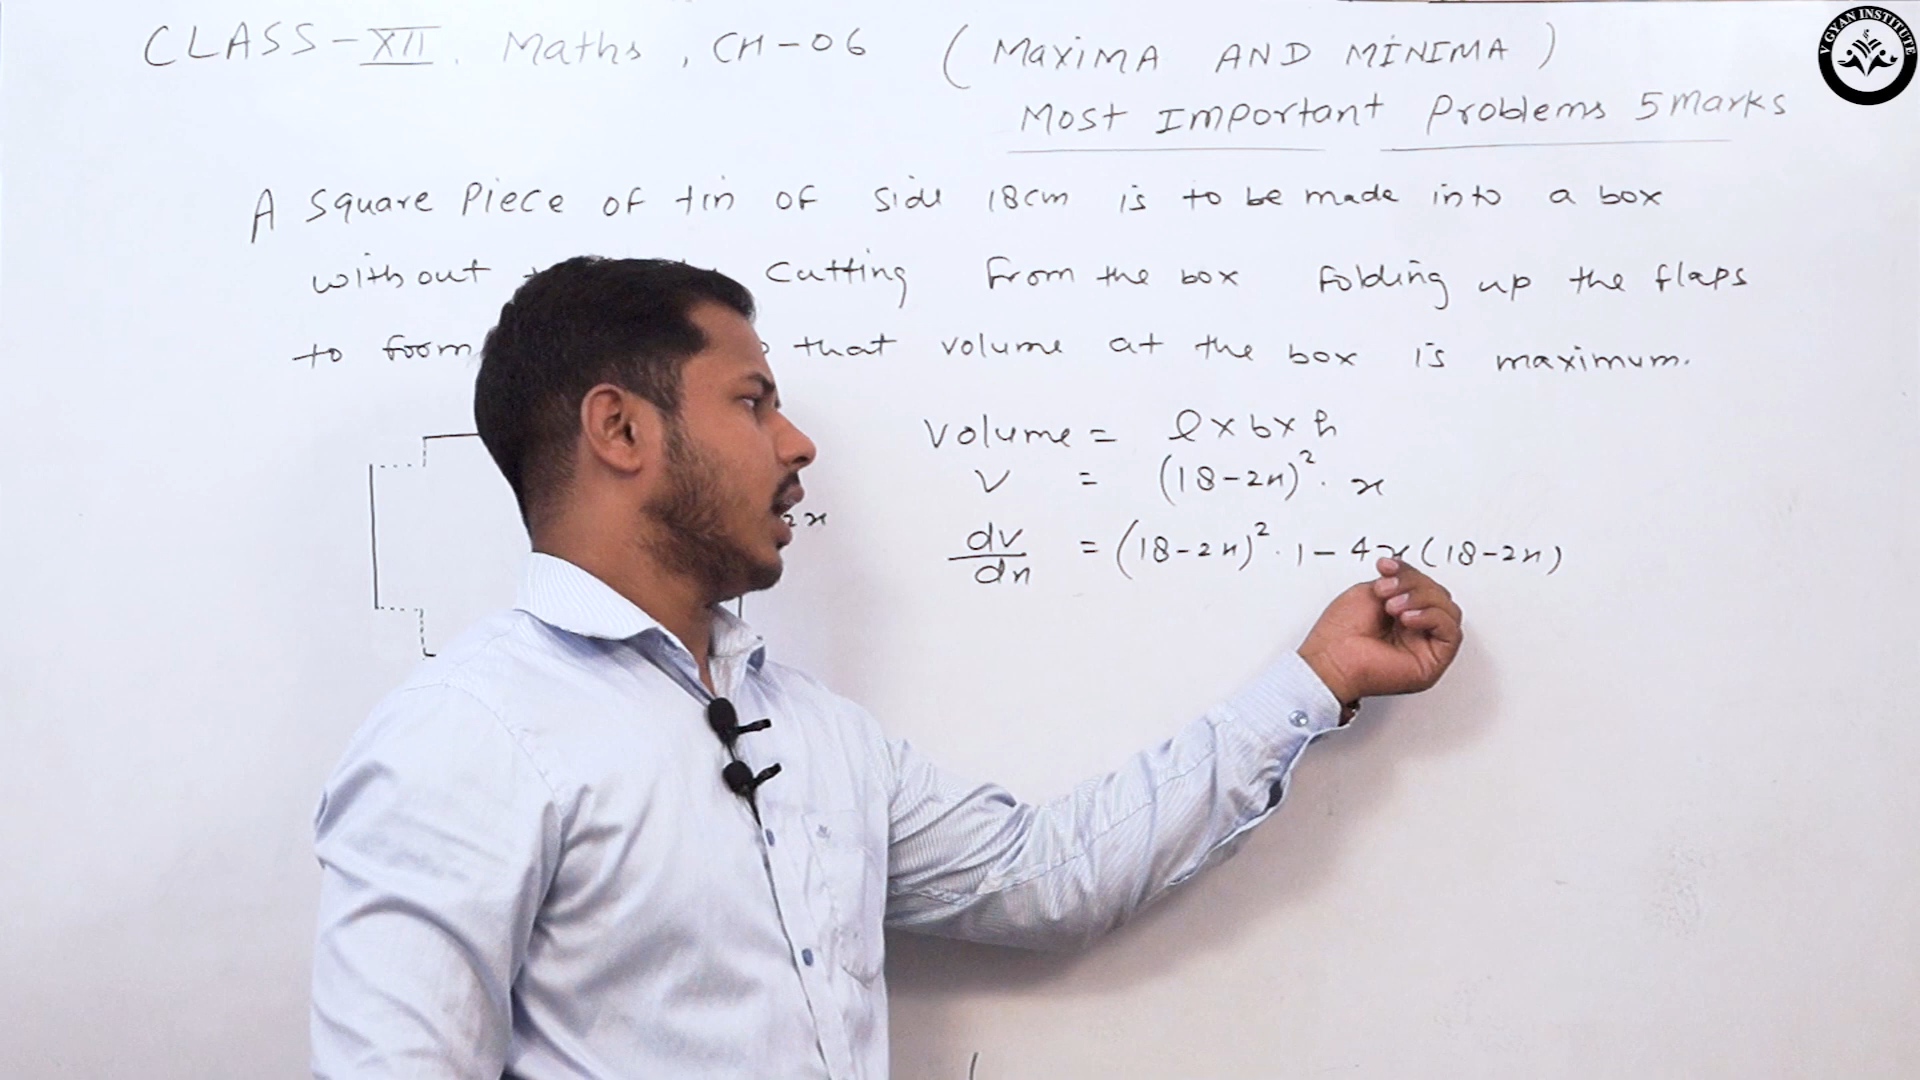 CLASS-XII. Maths, CH-06 (MaxiMA AND MINIMA)
Most Important Problems 5 Marks
A Square Piece of tin of side 18cm is to be made into a box
without cutting from the box folding up the flaps
to form that volume at the box is maximum.
Volume = l x b x h
V = (18-2x)². x
2x
dv/dx = (18-2x)². 1 - 4x(18-2x)
V GYAN INSTITUTE